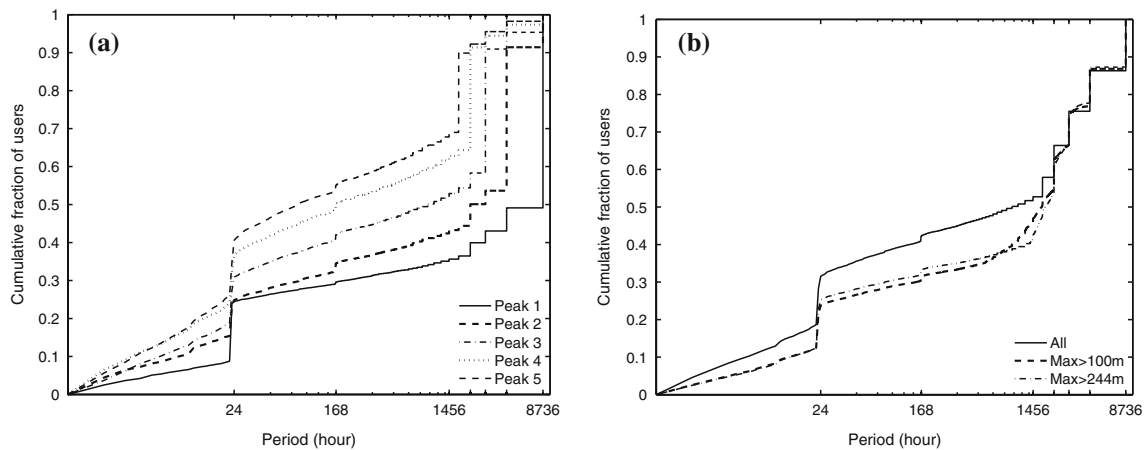 (a)
Cumulative fraction of users
1
0.9
0.8
0.7
0.6
0.5
0.4
0.3
0.2
0.1
0
24
168
1456
8736
Period (hour)
Peak 1
Peak 2
Peak 3
Peak 4
Peak 5
(b)
Cumulative fraction of users
1
0.9
0.8
0.7
0.6
0.5
0.4
0.3
0.2
0.1
0
24
168
1456
8736
Period (hour)
All
Max>100m
Max>244m